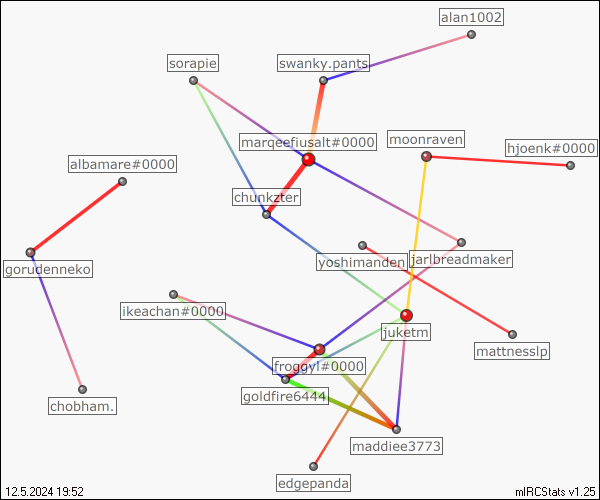 alan1002
sorapie
swanky.pants
marqeefiusalt#0000
moonraven
hjoenk#0000
albamare#0000
chunkzter
gorudenneko
yoshimanden
jarlbreadmaker
ikeachan#0000
juketm
mattnesslp
froggyl#0000
goldfire6444
chobham.
maddiee3773
edgepanda
12.5.2024 19:52
mIRCStats v1.25